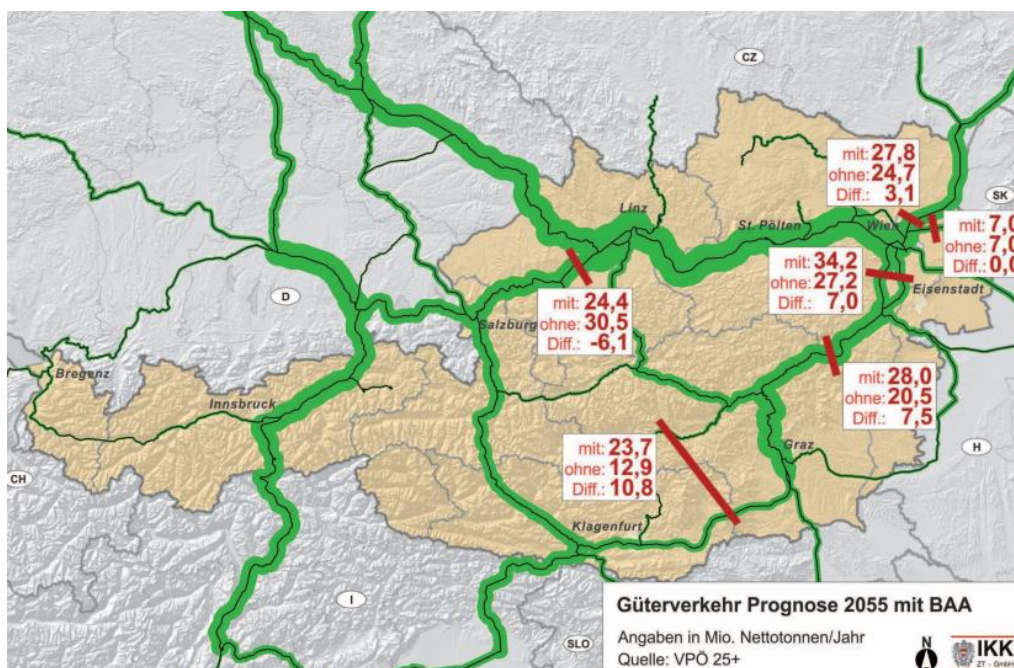 CZ
mit: 27,8
ohne: 24,7
Diff.: 3,1
SK
Linz
St. Pölten
Wien
mit: 7,0
ohne: 7,0
Diff.: 0,0
mit: 34,2
ohne: 27,2
Diff.: 7,0
Eisenstadt
D
mit: 24,4
ohne: 30,5
Diff.: -6,1
Salzburg
Bregenz
Innsbruck
mit: 28,0
ohne: 20,5
Diff.: 7,5
mit: 23,7
ohne: 12,9
Diff.: 10,8
Graz
H
CH
Klagenfurt
I
SLO
Güterverkehr Prognose 2055 mit BAA
Angaben in Mio. Nettotonnen/Jahr
Quelle: VPÖ 25+
N
IKK
ZT - GmbH